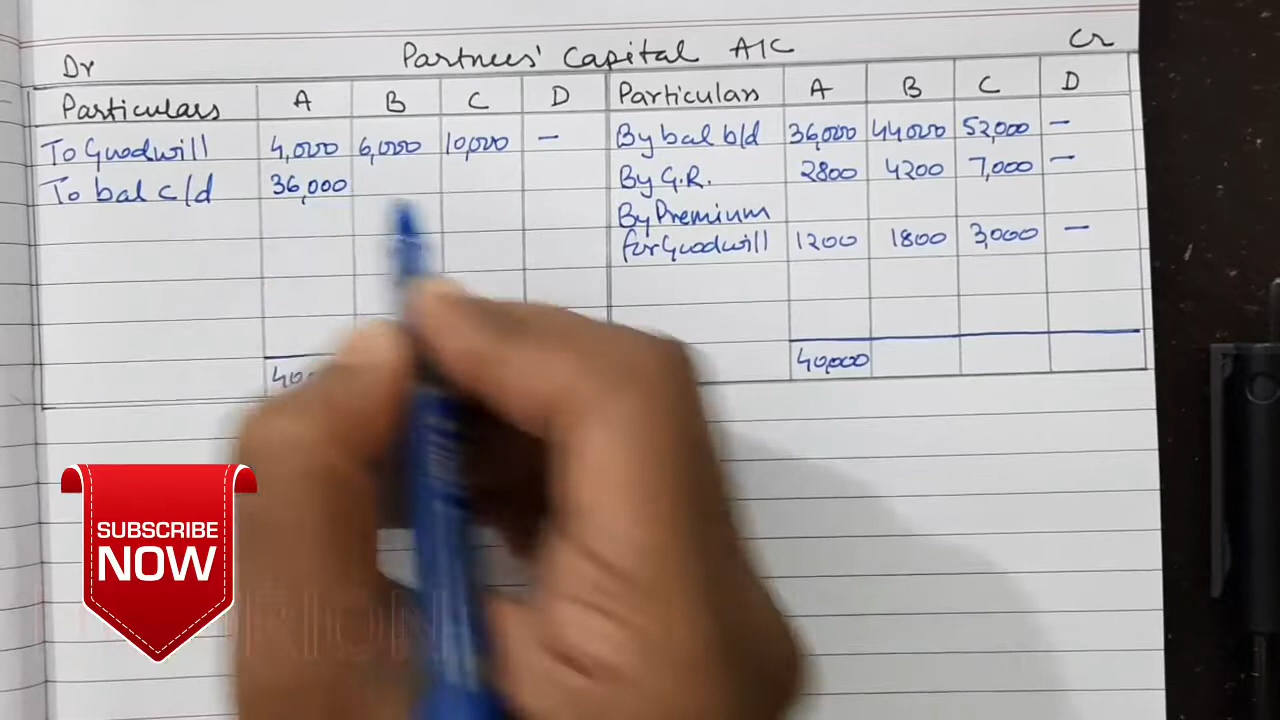 Dr Partners' Capital A/C Cr
Particulars A B C D Particulars A B C D
To Goodwill 4,000 6,000 10,000 — By bal b/d 36,000 44,000 52,000 —
To bal c/d 36,000 By G.R. 2800 4200 7,000 —
By Premium
for Goodwill 1200 1800 3,000 —
40,000
SUBSCRIBE
NOW